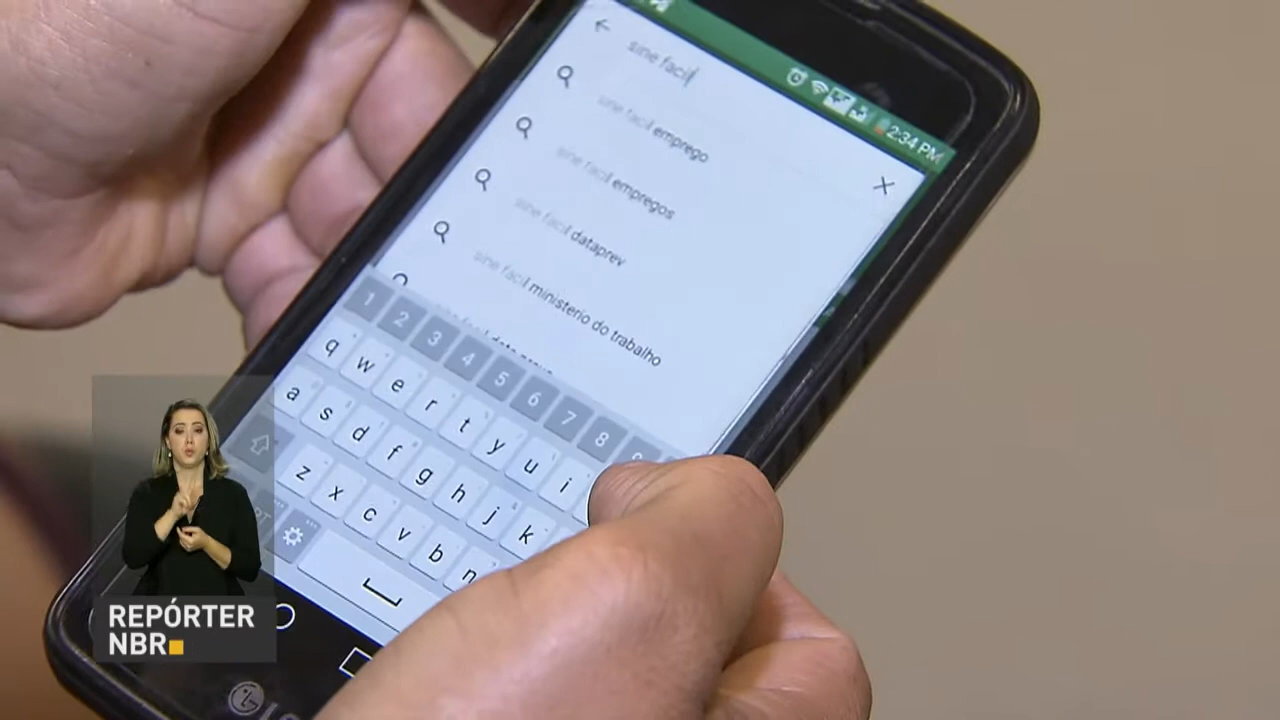 sine facil
2:34 PM
sine facil emprego
sine facil empregos
sine facil dataprev
sine facil ministerio do trabalho
1 2 3 4 5 6 7 8
q w e r t y u i
a s d f g h j k
z x c v b n
REPÓRTER
NBR
LG